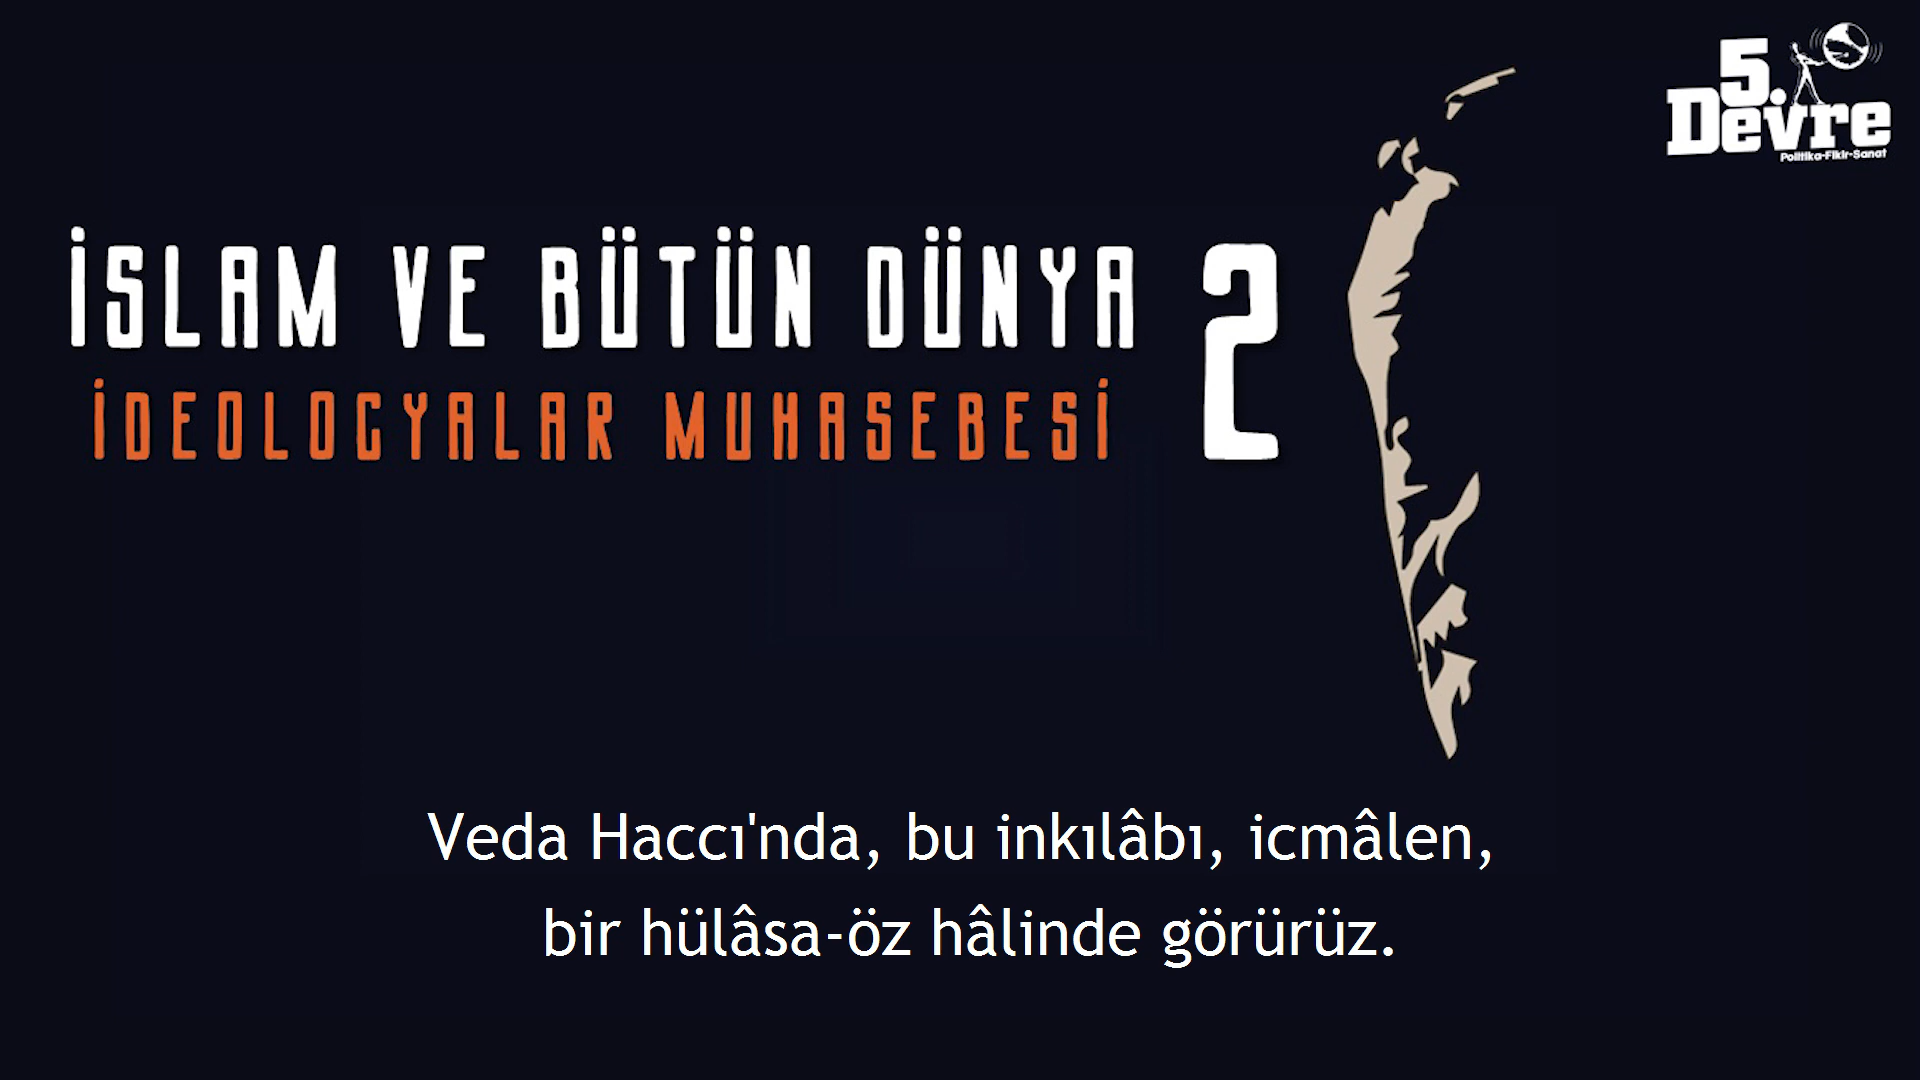 5.
Devre
Politika-Fikir-Sanat
İSLAM VE BÜTÜN DÜNYA 2
İDEOLOGYALAR MUHASEBESİ
Veda Haccı'nda, bu inkılâbı, icmâlen,
bir hülâsa-öz hâlinde görürüz.